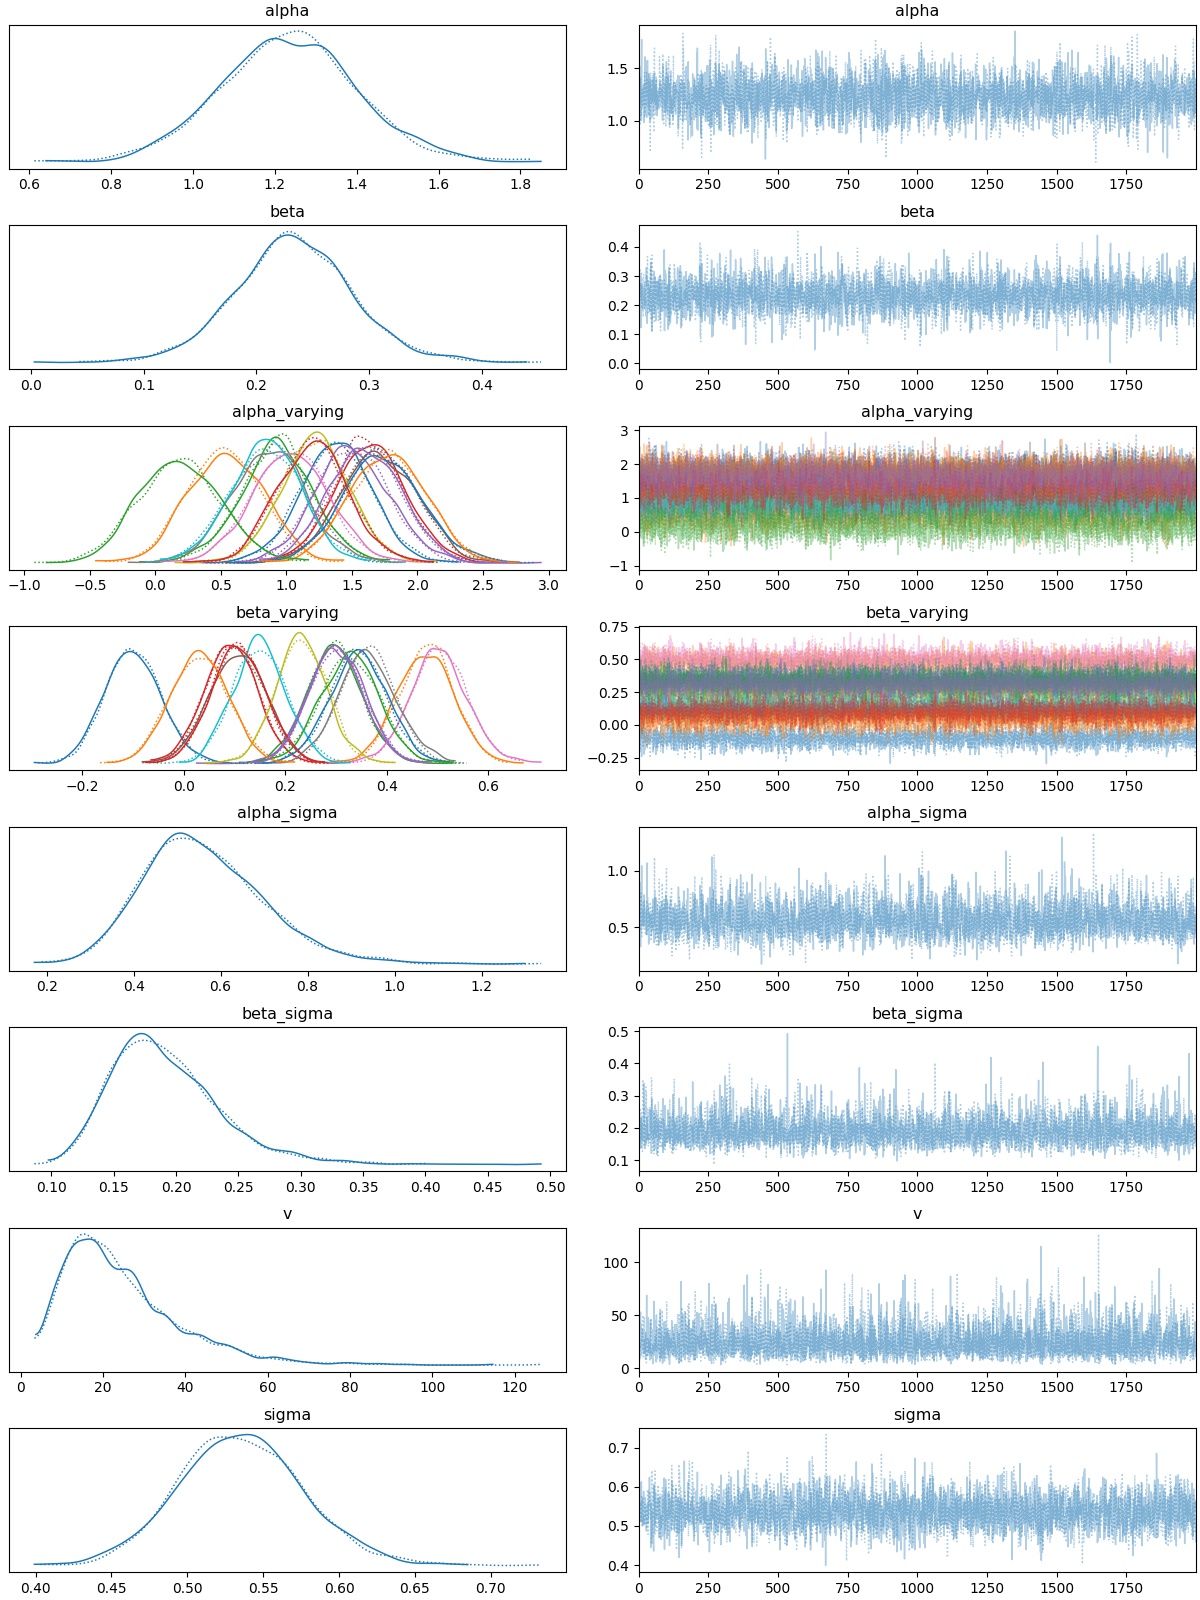 alpha alpha
1.5
1.0
0.6 0.8 1.0 1.2 1.4 1.6 1.8 0 250 500 750 1000 1250 1500 1750
beta beta
0.4
0.3
0.2
0.1
0.0
0.0 0.1 0.2 0.3 0.4 0 250 500 750 1000 1250 1500 1750
alpha_varying alpha_varying
3
2
1
0
−1
−1.0 −0.5 0.0 0.5 1.0 1.5 2.0 2.5 3.0 0 250 500 750 1000 1250 1500 1750
beta_varying beta_varying
0.75
0.50
0.25
0.00
−0.25
−0.2 0.0 0.2 0.4 0.6 0 250 500 750 1000 1250 1500 1750
alpha_sigma alpha_sigma
1.0
0.5
0.2 0.4 0.6 0.8 1.0 1.2 0 250 500 750 1000 1250 1500 1750
beta_sigma beta_sigma
0.5
0.4
0.3
0.2
0.1
0.10 0.15 0.20 0.25 0.30 0.35 0.40 0.45 0.50 0 250 500 750 1000 1250 1500 1750
v v
100
50
0
0 20 40 60 80 100 120 0 250 500 750 1000 1250 1500 1750
sigma sigma
0.7
0.6
0.5
0.4
0.40 0.45 0.50 0.55 0.60 0.65 0.70 0 250 500 750 1000 1250 1500 1750